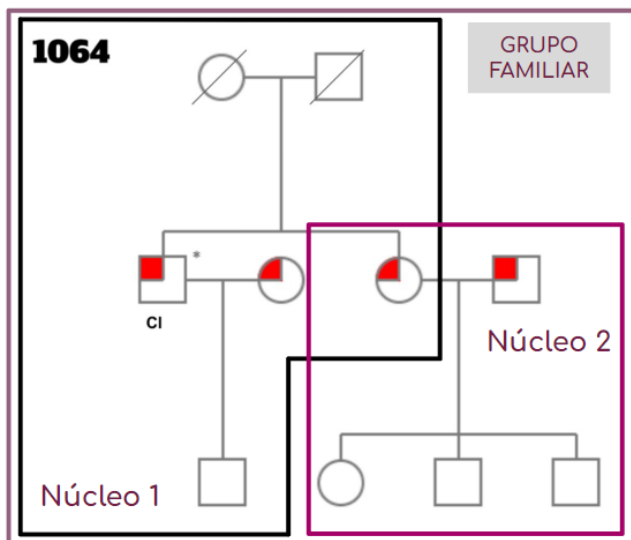 1064
GRUPO
FAMILIAR
*
CI
Núcleo 2
Núcleo 1